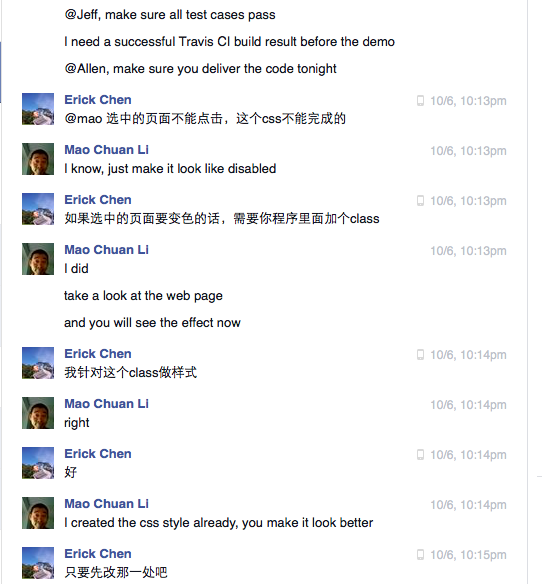 @Jeff, make sure all test cases pass
I need a successful Travis CI build result before the demo
@Allen, make sure you deliver the code tonight
Erick Chen 10/6, 10:13pm
@mao 选中的页面不能点击，这个css不能完成的
Mao Chuan Li 10/6, 10:13pm
I know, just make it look like disabled
Erick Chen 10/6, 10:13pm
如果选中的页面要变色的话，需要你程序里面加个class
Mao Chuan Li 10/6, 10:13pm
I did
take a look at the web page
and you will see the effect now
Erick Chen 10/6, 10:14pm
我针对这个class做样式
Mao Chuan Li 10/6, 10:14pm
right
Erick Chen 10/6, 10:14pm
好
Mao Chuan Li 10/6, 10:14pm
I created the css style already, you make it look better
Erick Chen 10/6, 10:15pm
只要先改那一处吧